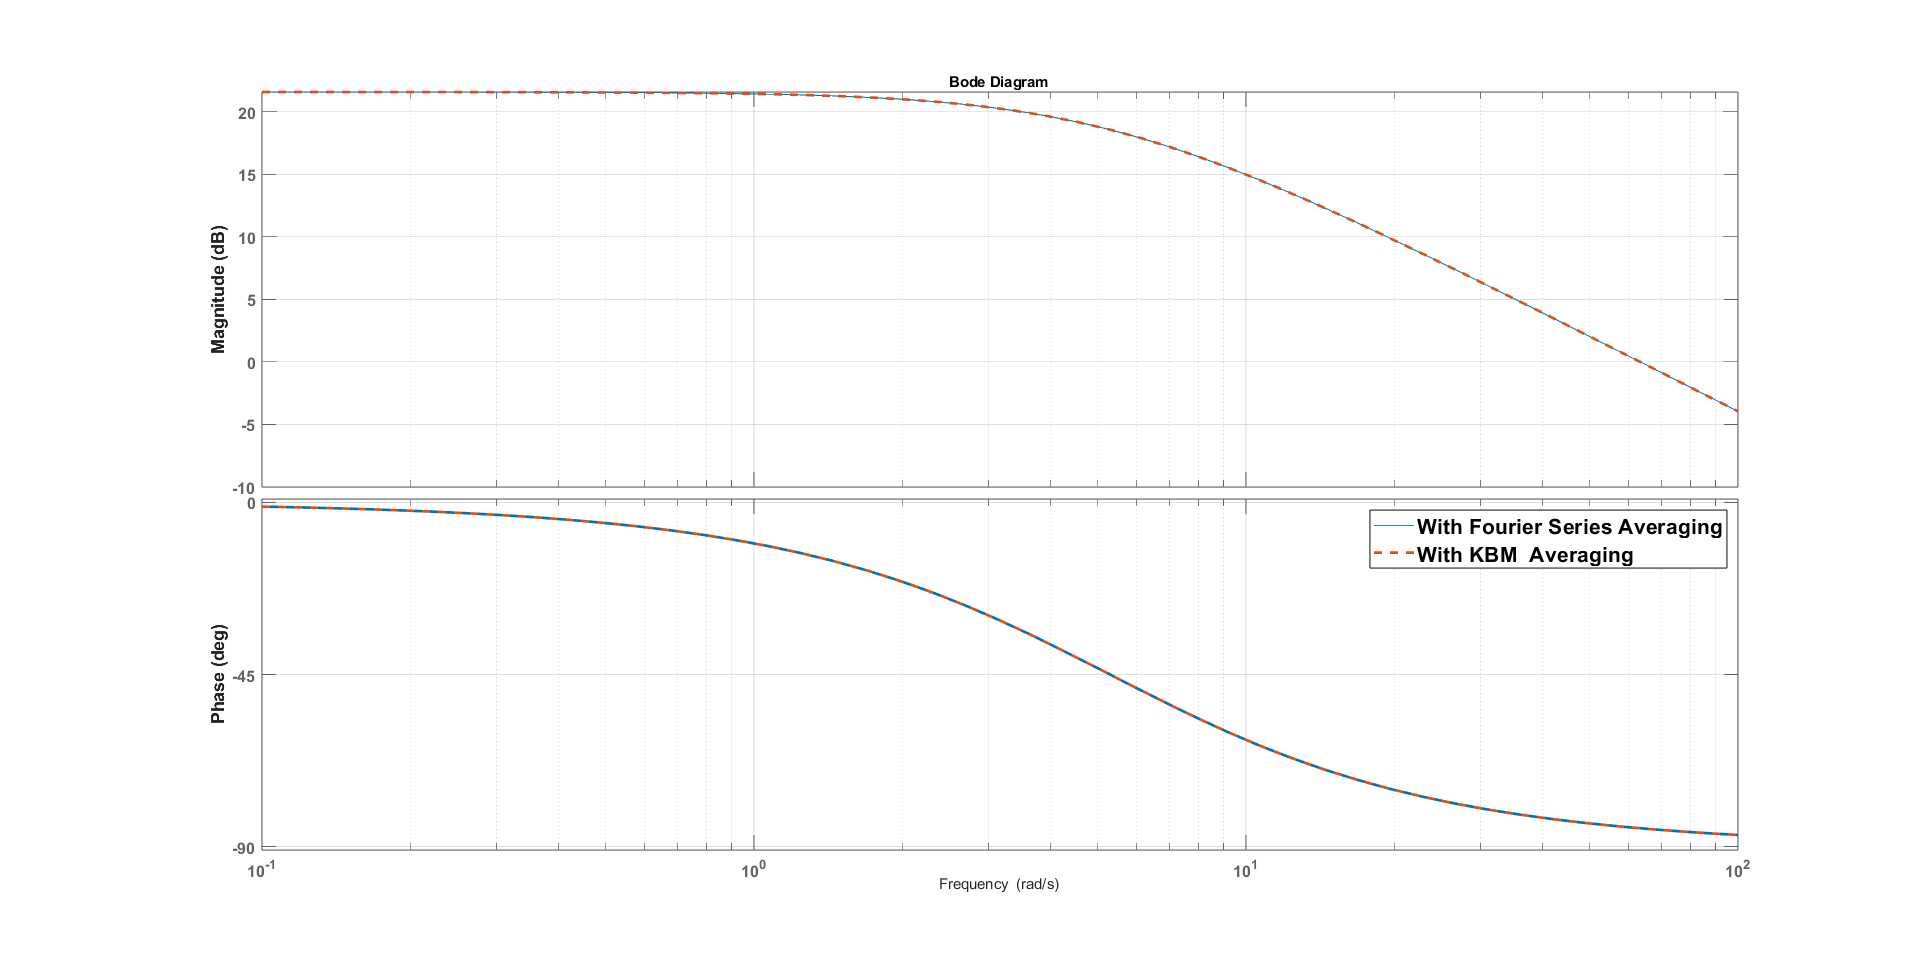 Bode Diagram
Magnitude (dB)
20
15
10
5
0
-5
-10
Phase (deg)
0
-45
-90
With Fourier Series Averaging
With KBM  Averaging
10^-1
10^0
10^1
10^2
Frequency  (rad/s)